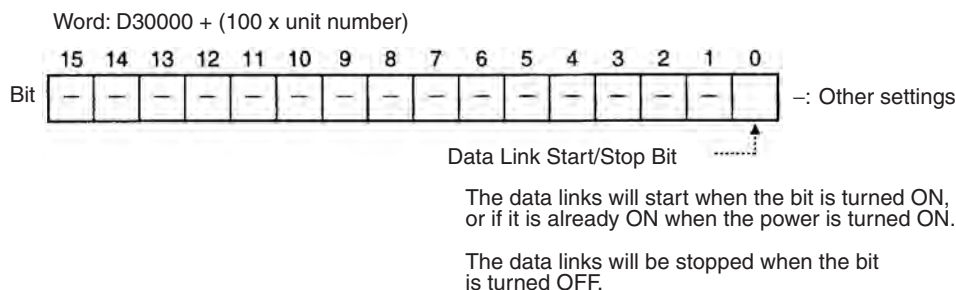 Word: D30000 + (100 x unit number)
15 14 13 12 11 10 9 8 7 6 5 4 3 2 1 0
Bit – – – – – – – – – – – – – – – –: Other settings
Data Link Start/Stop Bit
The data links will start when the bit is turned ON,
or if it is already ON when the power is turned ON.
The data links will be stopped when the bit
is turned OFF.